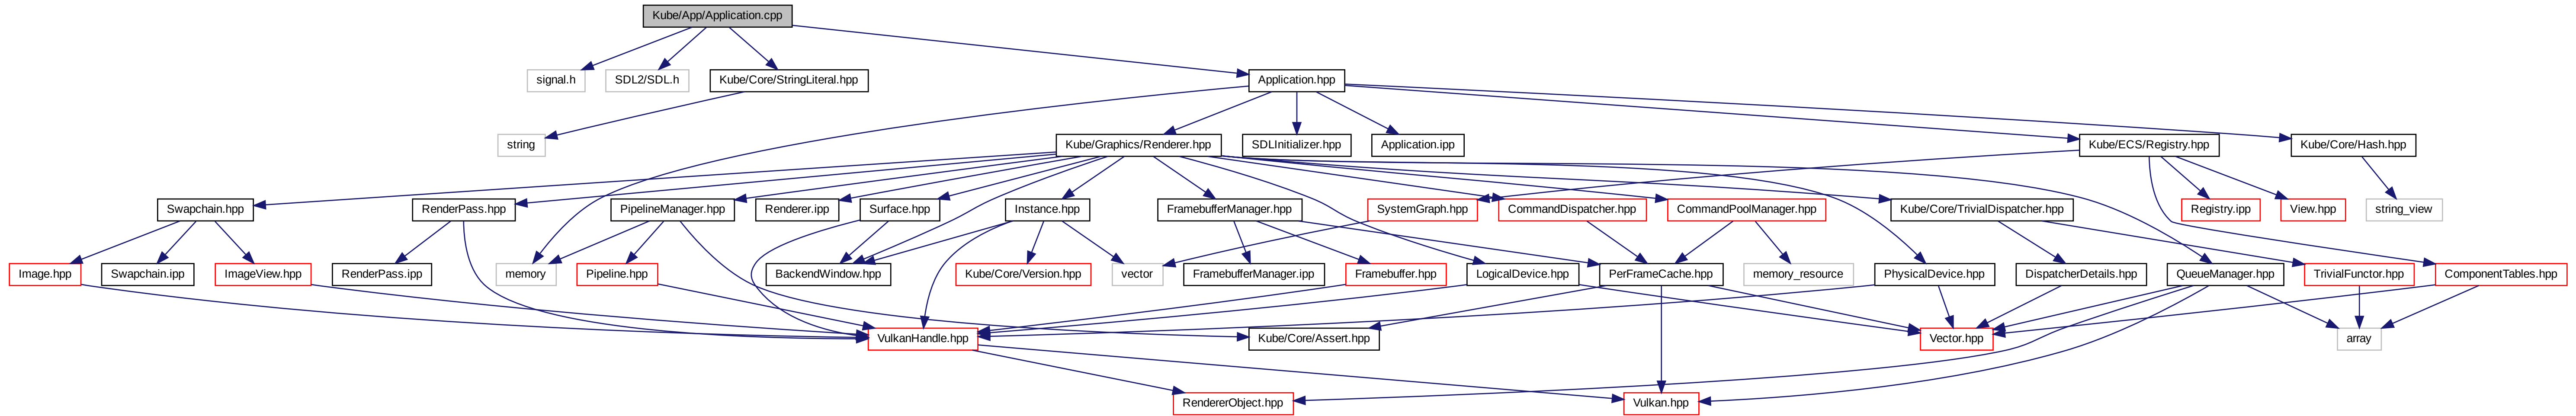 Kube/App/Application.cpp
signal.h
SDL2/SDL.h
Kube/Core/StringLiteral.hpp
Application.hpp
string
Kube/Graphics/Renderer.hpp
SDLInitializer.hpp
Application.ipp
Kube/ECS/Registry.hpp
Kube/Core/Hash.hpp
Swapchain.hpp
RenderPass.hpp
PipelineManager.hpp
Renderer.ipp
Surface.hpp
Instance.hpp
FramebufferManager.hpp
SystemGraph.hpp
CommandDispatcher.hpp
CommandPoolManager.hpp
Kube/Core/TrivialDispatcher.hpp
Registry.ipp
View.hpp
string_view
Image.hpp
Swapchain.ipp
ImageView.hpp
RenderPass.ipp
memory
Pipeline.hpp
BackendWindow.hpp
Kube/Core/Version.hpp
vector
FramebufferManager.ipp
Framebuffer.hpp
LogicalDevice.hpp
PerFrameCache.hpp
memory_resource
PhysicalDevice.hpp
DispatcherDetails.hpp
QueueManager.hpp
TrivialFunctor.hpp
ComponentTables.hpp
VulkanHandle.hpp
Kube/Core/Assert.hpp
Vector.hpp
array
RendererObject.hpp
Vulkan.hpp